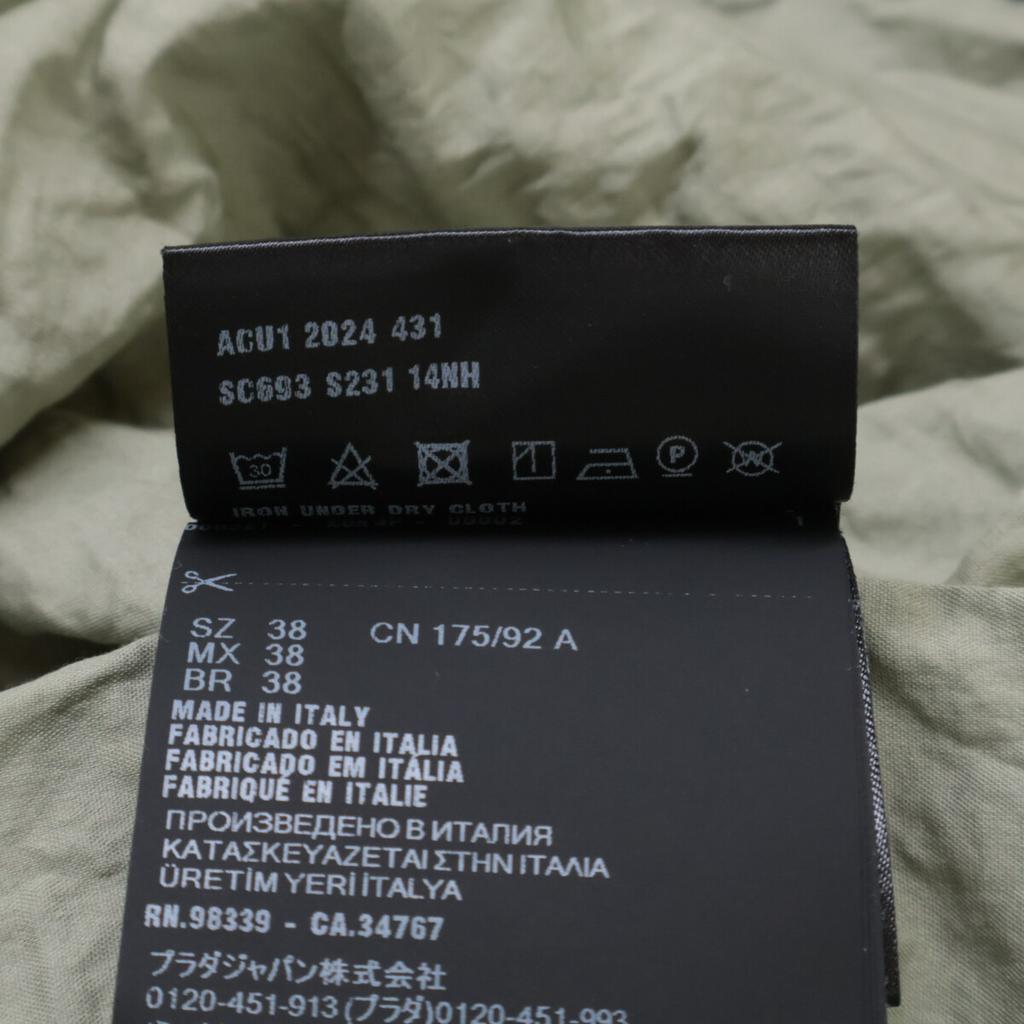 ACU1 2024 431
SC693 S231 14NH
30
P
W
IRON UNDER DRY CLOTH
SZ 38 CN 175/92 A
MX 38
BR 38
MADE IN ITALY
FABRICADO EN ITALIA
FABRICADO EM ITÁLIA
FABRIQUÉ EN ITALIE
ПРОИЗВЕДЕНО В ИТАЛИЯ
ΚΑΤΑΣΚΕΥΑΖΕΤΑΙ ΣΤΗΝ ΙΤΑΛΙΑ
ÜRETİM YERİ İTALYA
RN.98339 - CA.34767
プラダジャパン株式会社
0120-451-913 (プラダ)0120-451-993